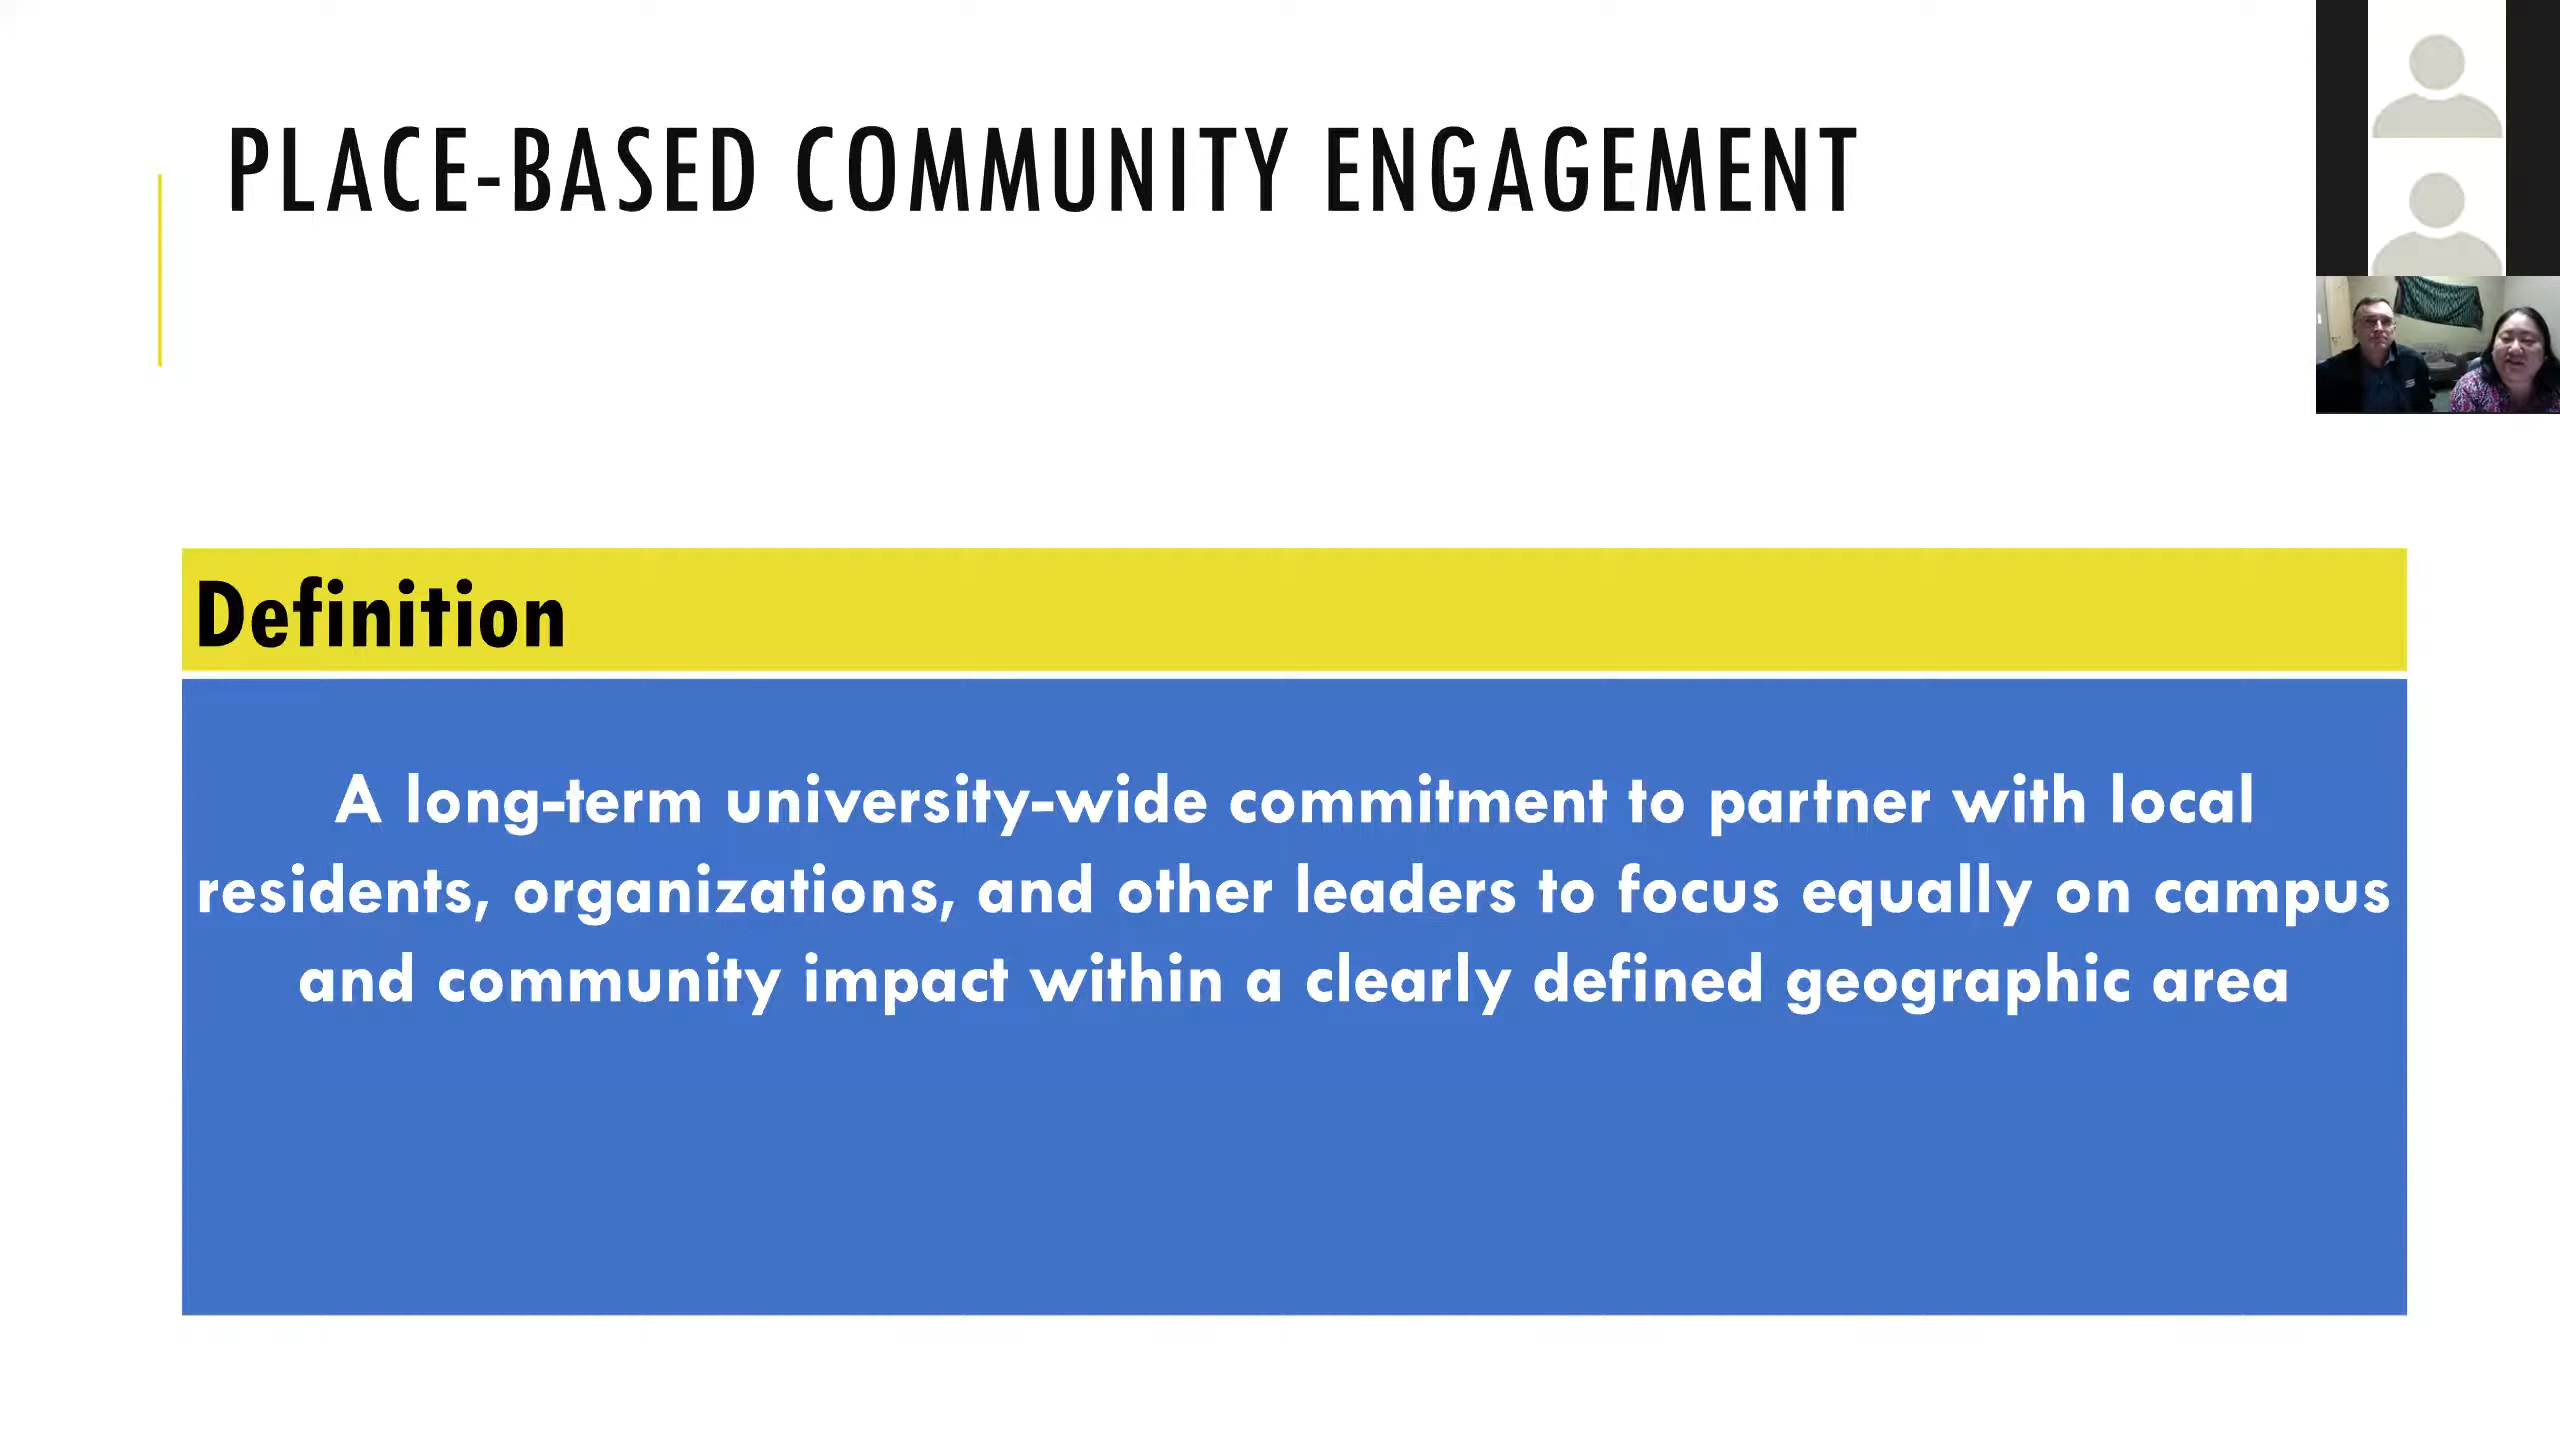 PLACE-BASED COMMUNITY ENGAGEMENT
Definition
A long-term university-wide commitment to partner with local
residents, organizations, and other leaders to focus equally on campus
and community impact within a clearly defined geographic area